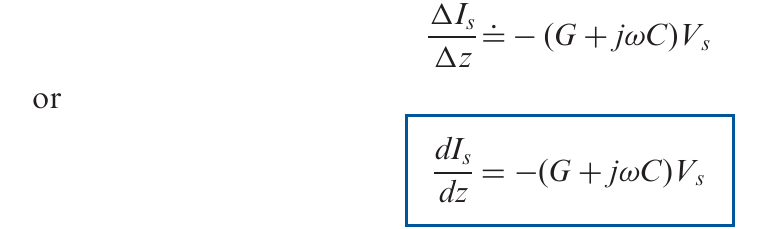 ΔI_s/Δz ≐ − (G + jωC)V_s
or
dI_s/dz = −(G + jωC)V_s